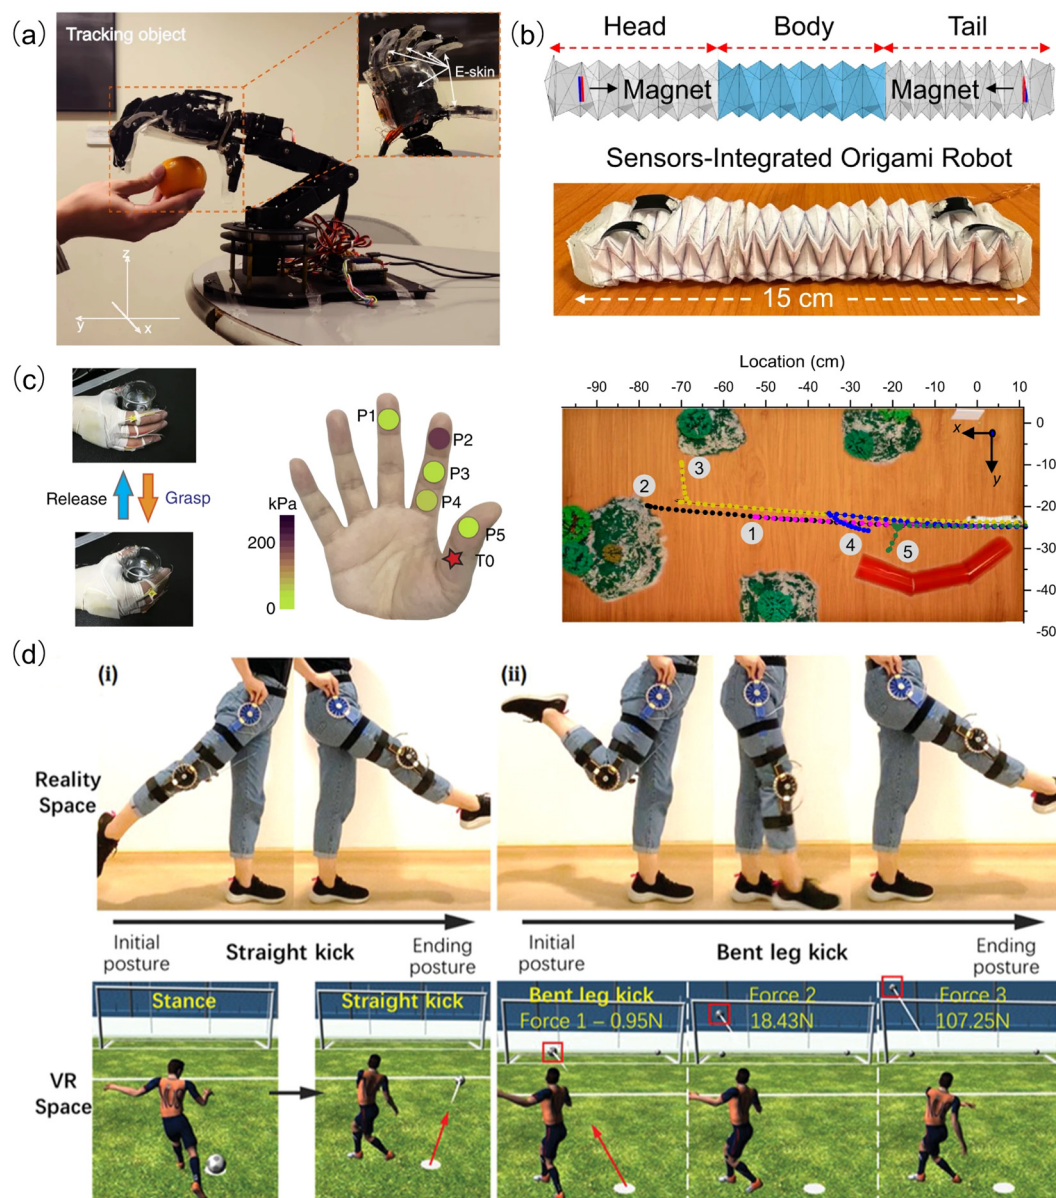 (a)
Tracking object
E-skin
z
y
x
(b)
Head Body Tail
Magnet Magnet
Sensors-Integrated Origami Robot
15 cm
Location (cm)
-90 -80 -70 -60 -50 -40 -30 -20 -10 0 10
0
-10
-20
-30
-40
-50
x
y
3
2
1
4
5
(c)
Release Grasp
kPa
200
0
P1
P2
P3
P4
P5
T0
(d)
(i)
(ii)
Reality
Space
Initial
posture
Straight kick
Ending
posture
Initial
posture
Bent leg kick
Ending
posture
VR
Space
Stance
Straight kick
Bent leg kick
Force 1 – 0.95N
Force 2
18.43N
Force 3
107.25N